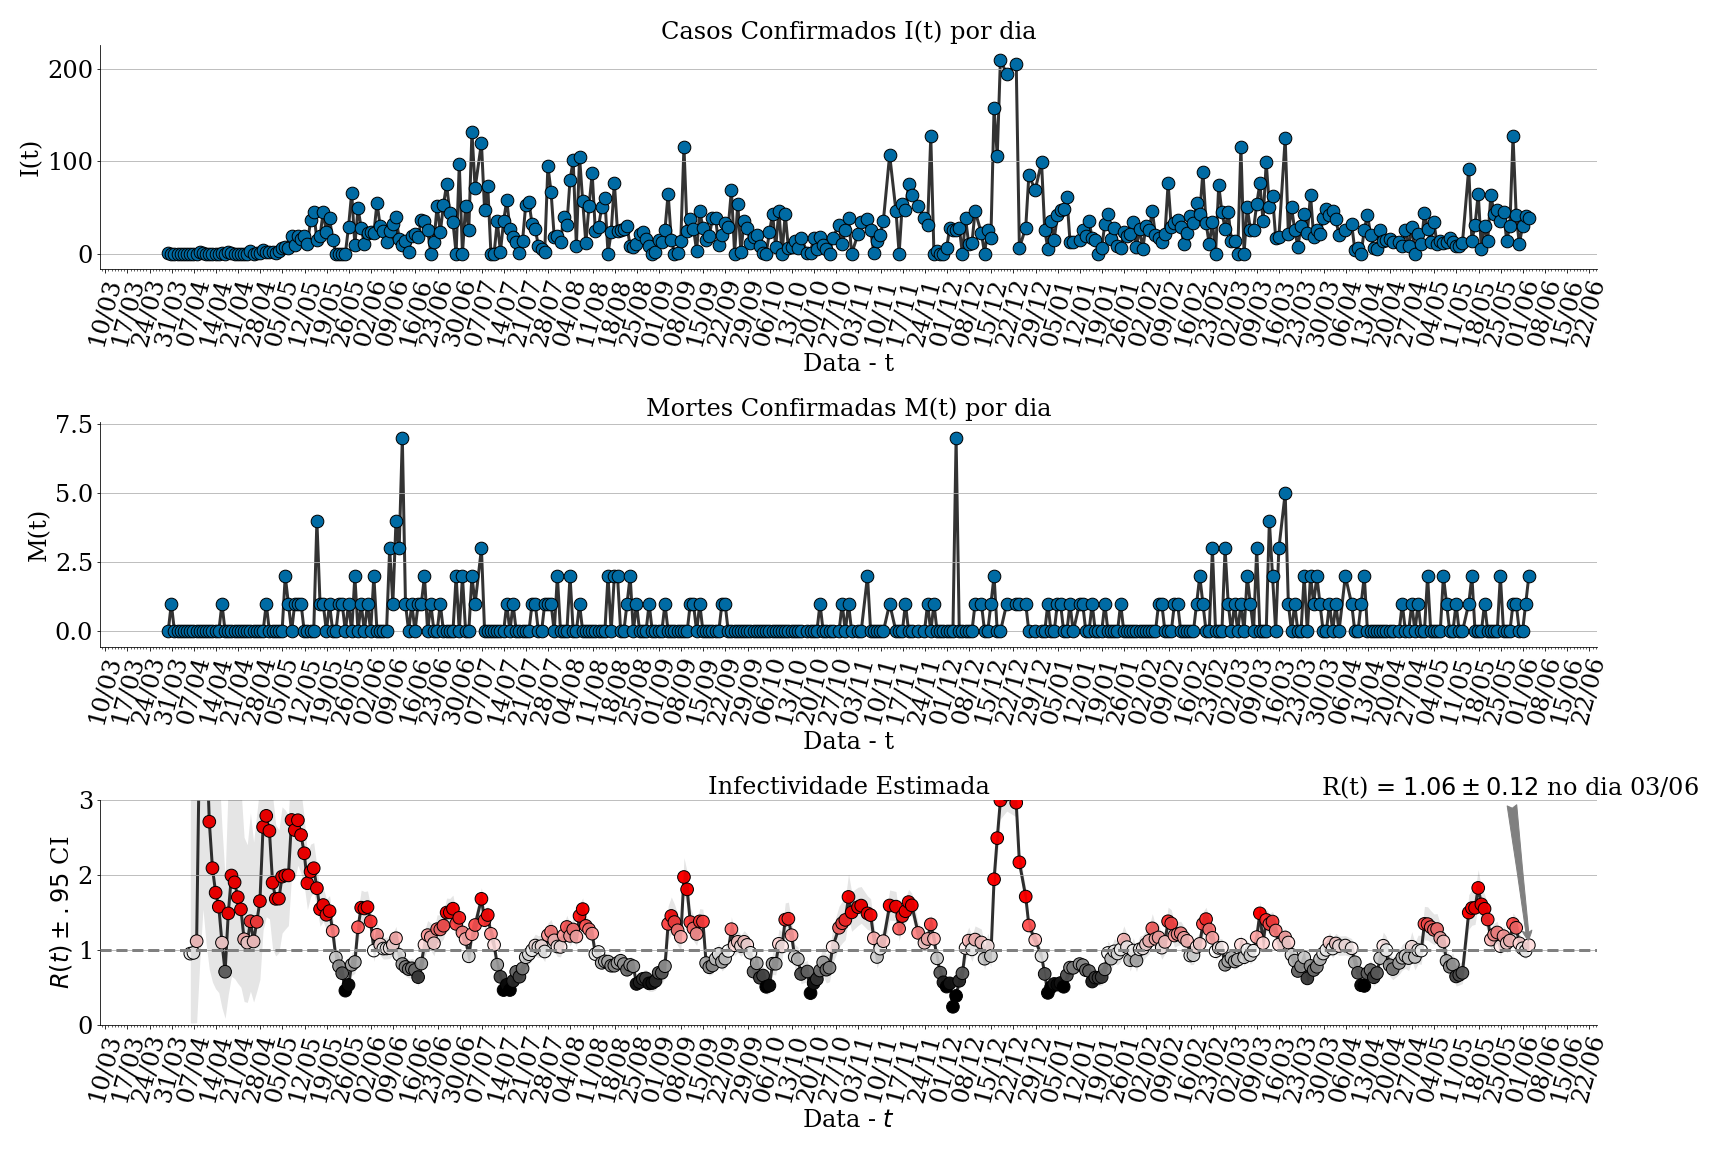 Casos Confirmados I(t) por dia
200
100
0
I(t)
10/03 17/03 24/03 31/03 07/04 14/04 21/04 28/04 05/05 12/05 19/05 26/05 02/06 09/06 16/06 23/06 30/06 07/07 14/07 21/07 28/07 04/08 11/08 18/08 25/08 01/09 08/09 15/09 22/09 29/09 06/10 13/10 20/10 27/10 03/11 10/11 17/11 24/11 01/12 08/12 15/12 22/12 29/12 05/01 12/01 19/01 26/01 02/02 09/02 16/02 23/02 02/03 09/03 16/03 23/03 30/03 06/04 13/04 20/04 27/04 04/05 11/05 18/05 25/05 01/06 08/06 15/06 22/06
Data - t
Mortes Confirmadas M(t) por dia
7.5
5.0
2.5
0.0
M(t)
10/03 17/03 24/03 31/03 07/04 14/04 21/04 28/04 05/05 12/05 19/05 26/05 02/06 09/06 16/06 23/06 30/06 07/07 14/07 21/07 28/07 04/08 11/08 18/08 25/08 01/09 08/09 15/09 22/09 29/09 06/10 13/10 20/10 27/10 03/11 10/11 17/11 24/11 01/12 08/12 15/12 22/12 29/12 05/01 12/01 19/01 26/01 02/02 09/02 16/02 23/02 02/03 09/03 16/03 23/03 30/03 06/04 13/04 20/04 27/04 04/05 11/05 18/05 25/05 01/06 08/06 15/06 22/06
Data - t
Infectividade Estimada
R(t) = 1.06 ± 0.12 no dia 03/06
3
2
1
0
R(t) ± .95 CI
10/03 17/03 24/03 31/03 07/04 14/04 21/04 28/04 05/05 12/05 19/05 26/05 02/06 09/06 16/06 23/06 30/06 07/07 14/07 21/07 28/07 04/08 11/08 18/08 25/08 01/09 08/09 15/09 22/09 29/09 06/10 13/10 20/10 27/10 03/11 10/11 17/11 24/11 01/12 08/12 15/12 22/12 29/12 05/01 12/01 19/01 26/01 02/02 09/02 16/02 23/02 02/03 09/03 16/03 23/03 30/03 06/04 13/04 20/04 27/04 04/05 11/05 18/05 25/05 01/06 08/06 15/06 22/06
Data - t